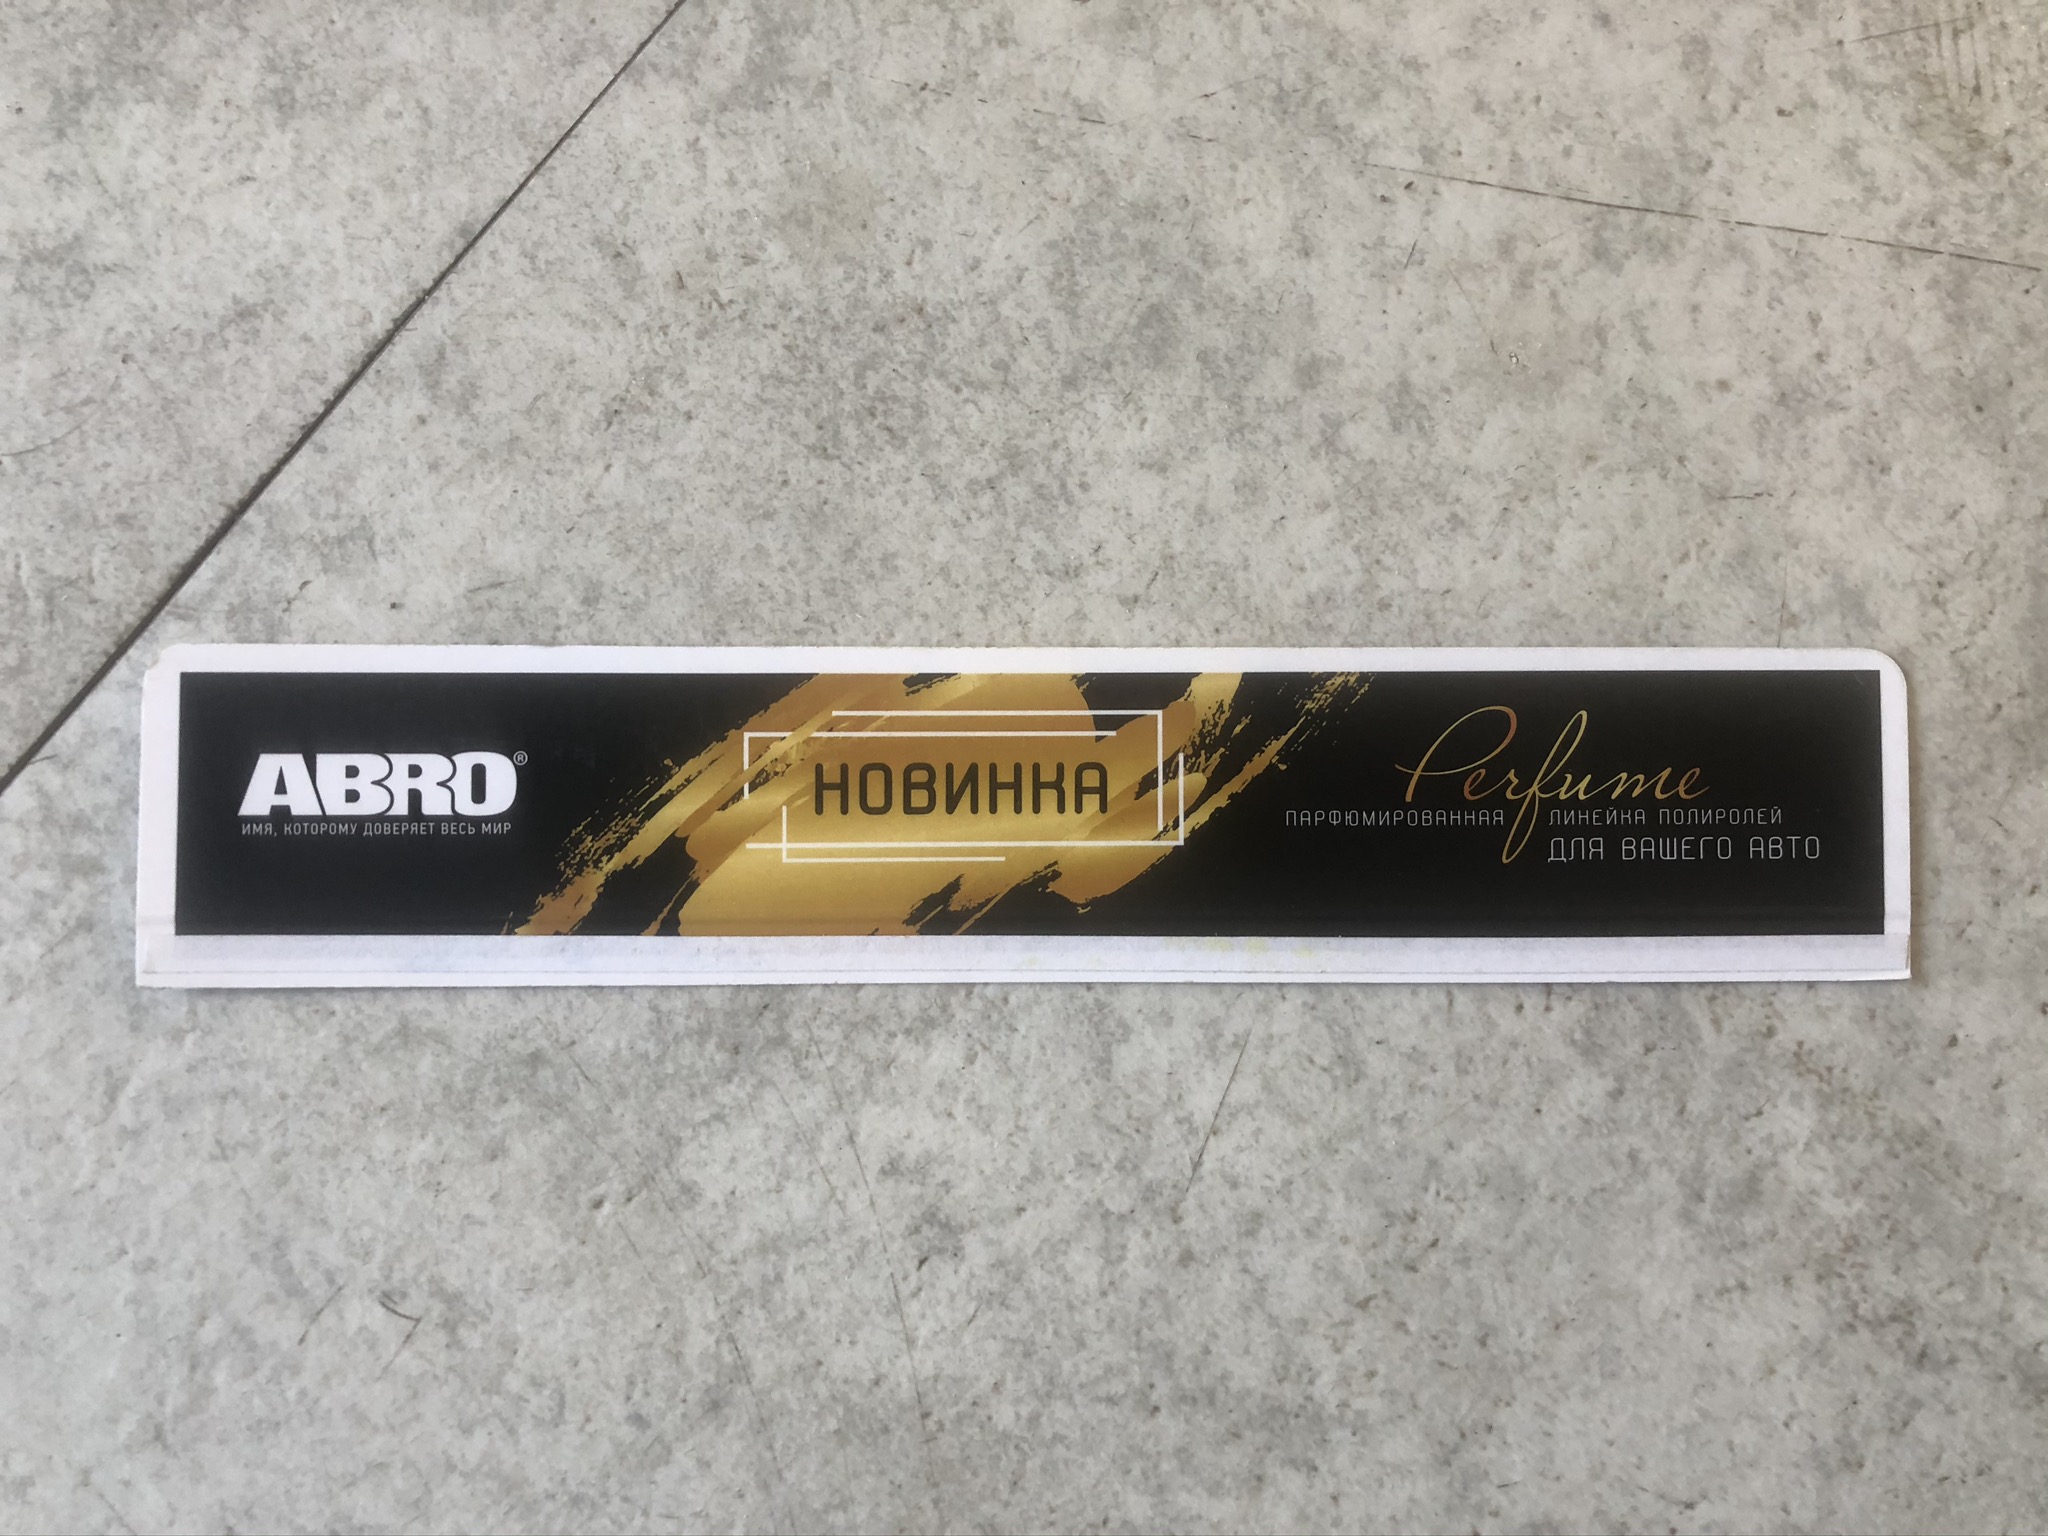 ABRO®
ИМЯ, КОТОРОМУ ДОВЕРЯЕТ ВЕСЬ МИР
НОВИНКА
Perfume
ПАРФЮМИРОВАННАЯ ЛИНЕЙКА ПОЛИРОЛЕЙ
ДЛЯ ВАШЕГО АВТО